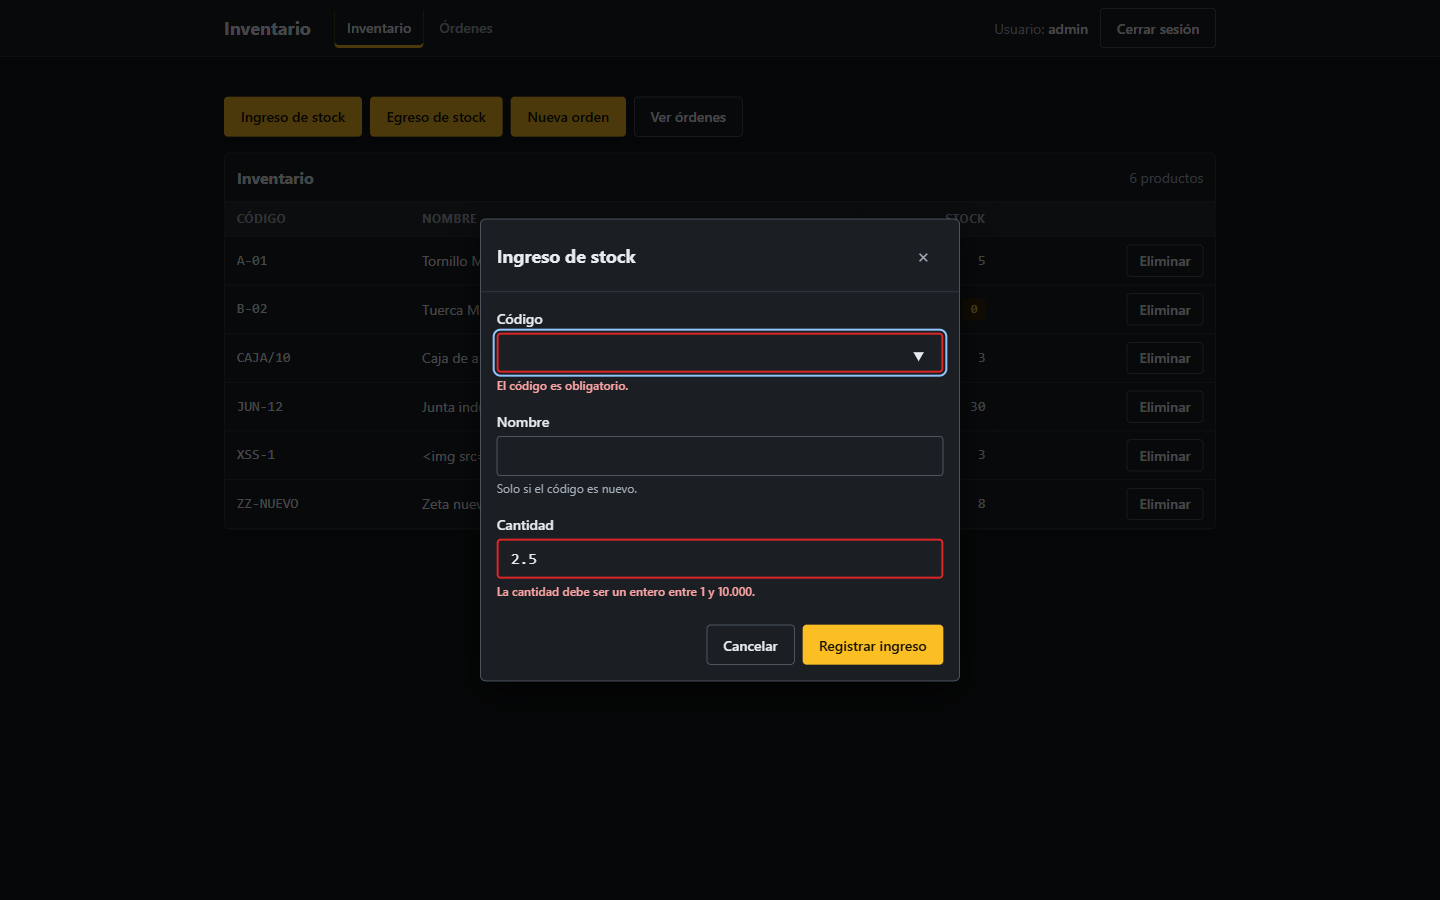 Inventario Inventario Órdenes Usuario: admin Cerrar sesión
Ingreso de stock Egreso de stock Nueva orden Ver órdenes
Inventario 6 productos
CÓDIGO NOMBRE STOCK
A-01 Tornillo M 5 Eliminar
B-02 Tuerca M 0 Eliminar
CAJA/10 Caja de a 3 Eliminar
JUN-12 Junta ind 30 Eliminar
XSS-1 <img src= 3 Eliminar
ZZ-NUEVO Zeta nuev 8 Eliminar
Ingreso de stock ×
Código
El código es obligatorio.
Nombre
Solo si el código es nuevo.
Cantidad
2.5
La cantidad debe ser un entero entre 1 y 10.000.
Cancelar Registrar ingreso